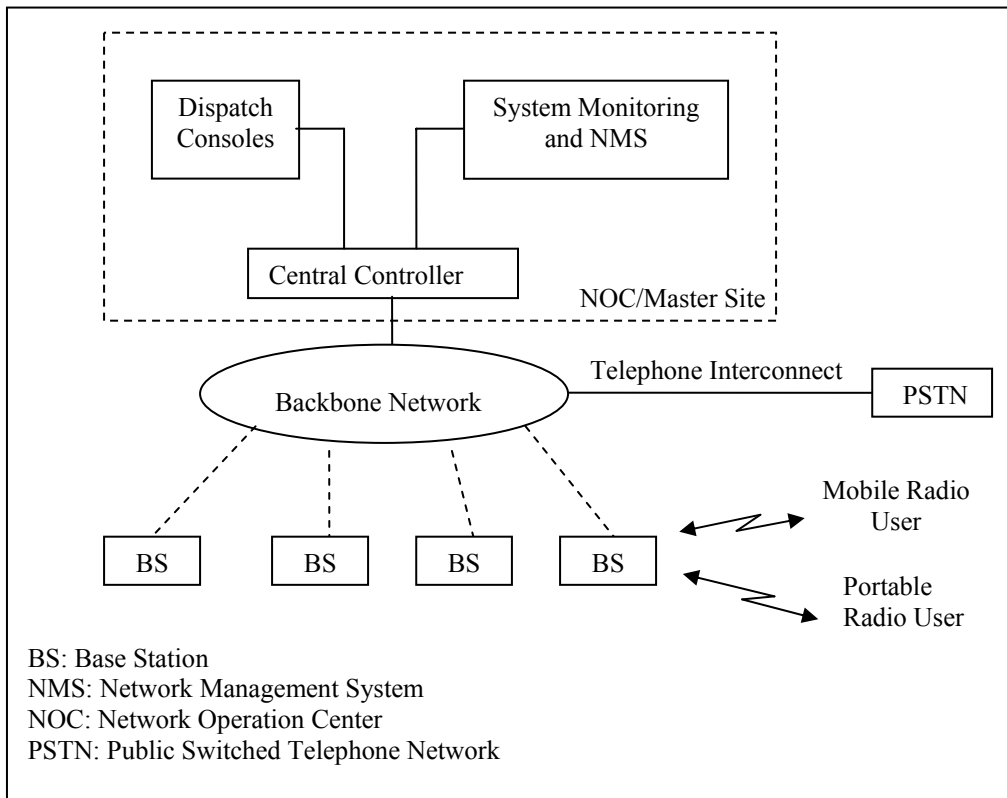 Dispatch
Consoles
System Monitoring
and NMS
Central Controller
NOC/Master Site
Telephone Interconnect
Backbone Network
PSTN
Mobile Radio
User
BS
BS
BS
BS
Portable
Radio User
BS: Base Station
NMS: Network Management System
NOC: Network Operation Center
PSTN: Public Switched Telephone Network